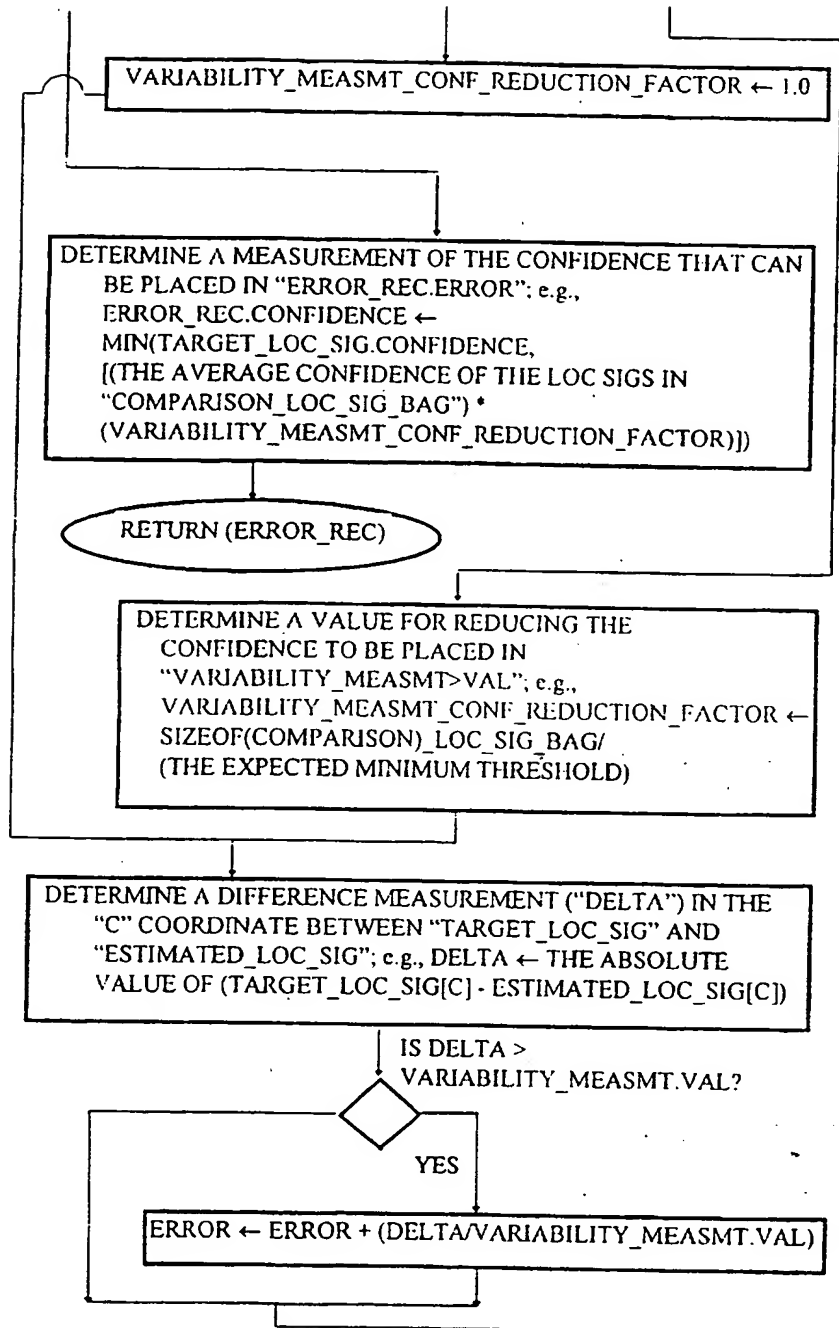 VARIABILITY_MEASMT_CONF_REDUCTION_FACTOR ← 1.0
DETERMINE A MEASUREMENT OF THE CONFIDENCE THAT CAN
BE PLACED IN “ERROR_REC.ERROR”; e.g.,
ERROR_REC.CONFIDENCE ←
MIN(TARGET_LOC_SIG.CONFIDENCE,
[(THE AVERAGE CONFIDENCE OF THE LOC SIGS IN
“COMPARISON_LOC_SIG_BAG”) *
(VARIABILITY_MEASMT_CONF_REDUCTION_FACTOR)])
RETURN (ERROR_REC)
DETERMINE A VALUE FOR REDUCING THE
CONFIDENCE TO BE PLACED IN
“VARIABILITY_MEASMT>VAL”; e.g.,
VARIABILITY_MEASMT_CONF_REDUCTION_FACTOR ←
SIZEOF(COMPARISON)_LOC_SIG_BAG/
(THE EXPECTED MINIMUM THRESHOLD)
DETERMINE A DIFFERENCE MEASUREMENT (“DELTA”) IN THE
“C” COORDINATE BETWEEN “TARGET_LOC_SIG” AND
“ESTIMATED_LOC_SIG”; e.g., DELTA ← THE ABSOLUTE
VALUE OF (TARGET_LOC_SIG[C] - ESTIMATED_LOC_SIG[C])
IS DELTA >
VARIABILITY_MEASMT.VAL?
YES
ERROR ← ERROR + (DELTA/VARIABILITY_MEASMT.VAL)